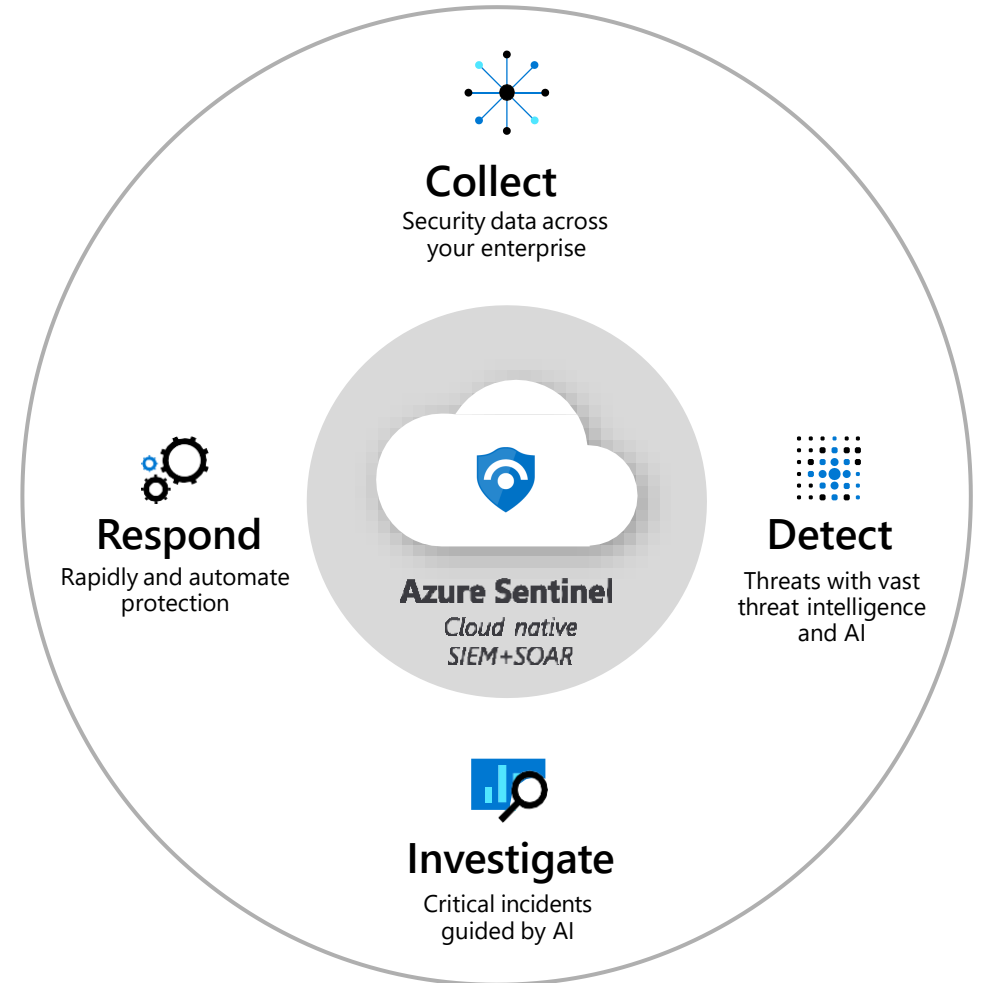 Collect
Security data across
your enterprise
Respond
Rapidly and automate
protection
Azure Sentinel
Cloud native
SIEM+SOAR
Detect
Threats with vast
threat intelligence
and AI
Investigate
Critical incidents
guided by AI